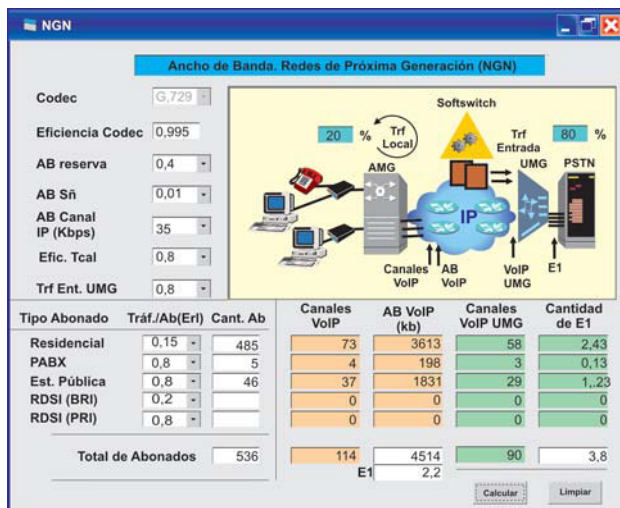 NGN
Ancho de Banda. Redes de Próxima Generación (NGN)
Codec G,729
Eficiencia Codec 0,995
AB reserva 0,4
AB Sñ 0,01
AB Canal
IP (Kbps) 35
Efic. Tcal 0,8
Trf Ent. UMG 0,8
Softswitch
20 % Trf
Local
Trf
Entrada 80 %
AMG
UMG
PSTN
IP
Canales
VoIP
AB
VoIP
VoIP
UMG
E1
Tipo Abonado Tráf./Ab(Erl) Cant. Ab
Canales
VoIP
AB VoIP
(kb)
Canales
VoIP UMG
Cantidad
de E1
Residencial 0,15 485 73 3613 58 2,43
PABX 0,8 5 4 198 3 0,13
Est. Pública 0,8 46 37 1831 29 1,.23
RDSI (BRI) 0,2 0 0 0 0
RDSI (PRI) 0,8 0 0 0 0
Total de Abonados 536 114 4514 90 3,8
E1 2,2
Calcular Limpiar